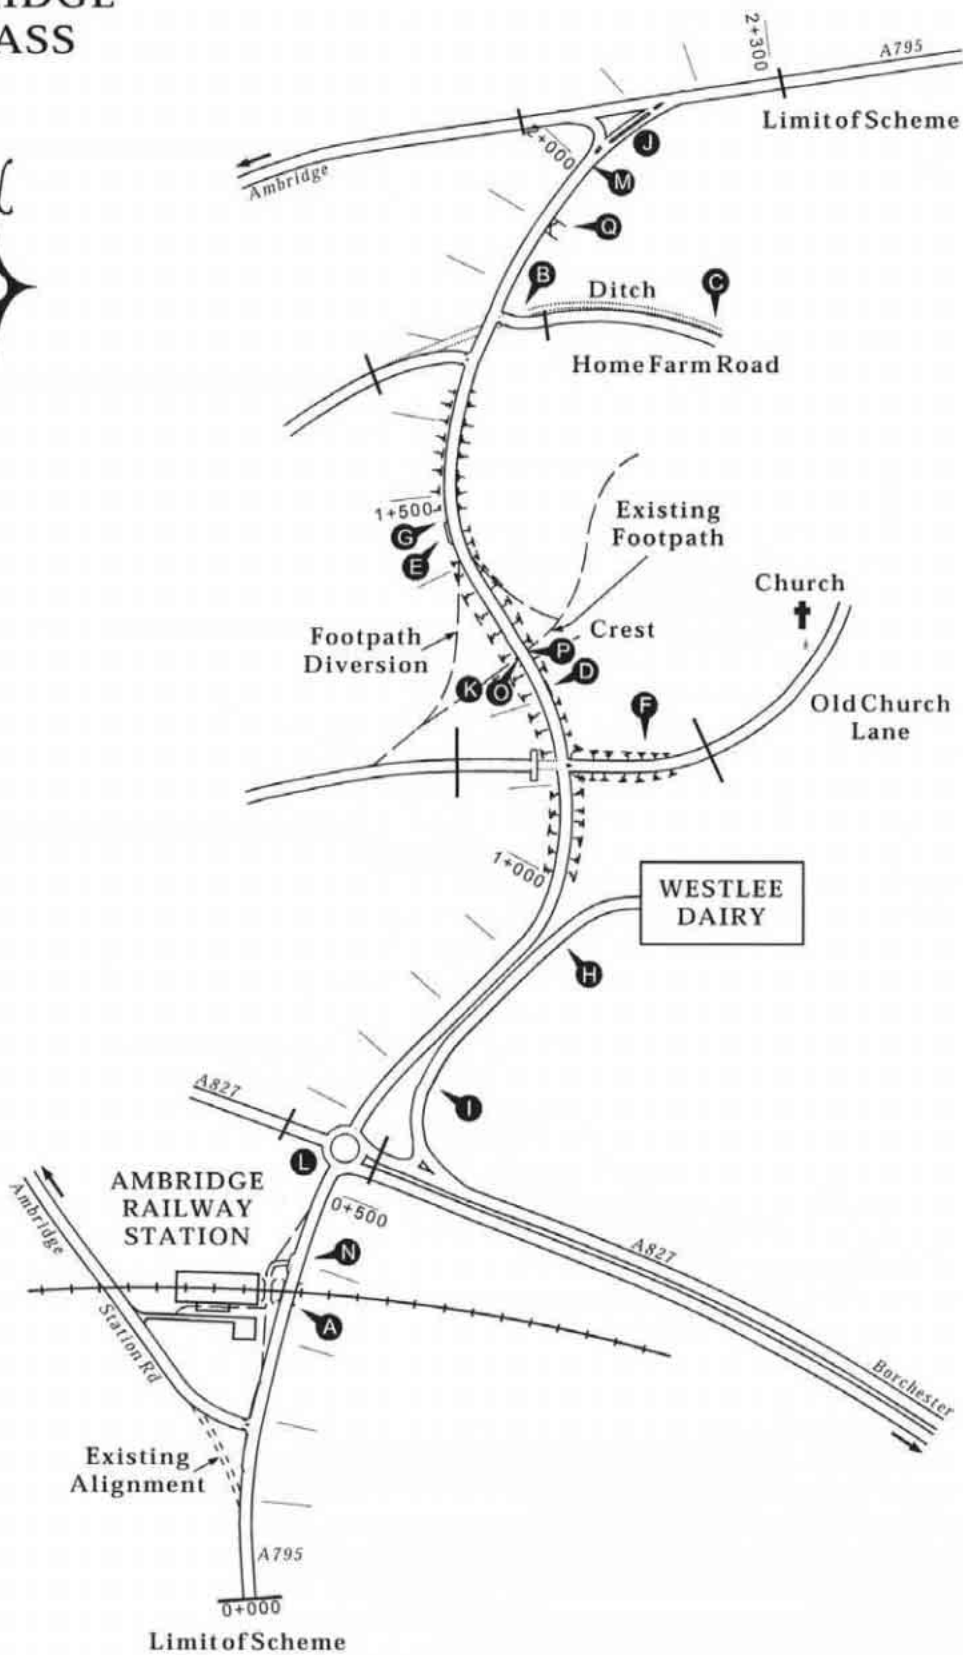 IDGE
ASS
2+300
A795
Limit of Scheme
J
2+000
Ambridge
M
Q
B
Ditch
C
Home Farm Road
1+500
G
E
Existing
Footpath
Church
Footpath
Diversion
Crest
P
D
K
O
F
Old Church
Lane
1+000
WESTLEE
DAIRY
H
A827
I
L
AMBRIDGE
RAILWAY
STATION
Ambridge
0+500
N
A827
A
Station Rd
Borchester
Existing
Alignment
A795
0+000
Limit of Scheme